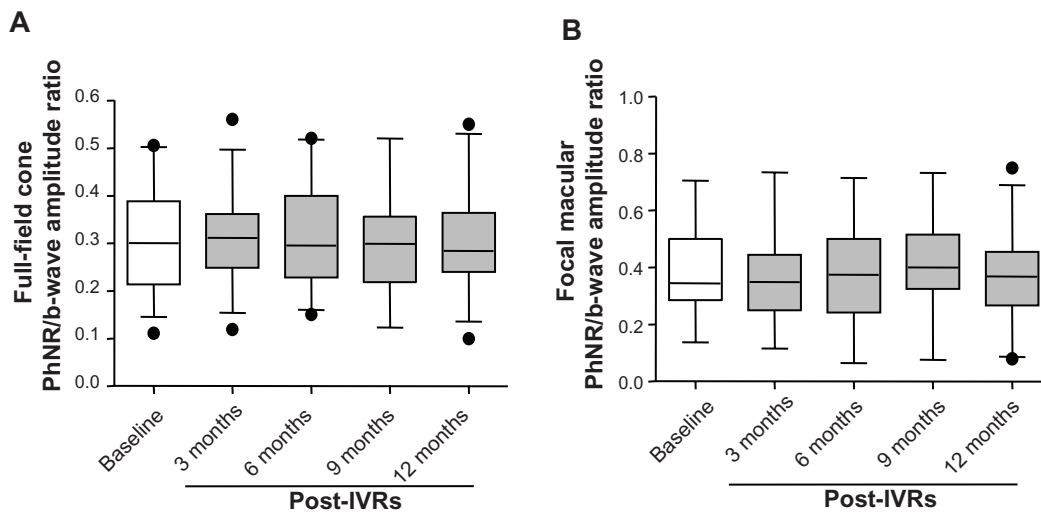 A
Full-field cone
PhNR/b-wave amplitude ratio
0.6
0.5
0.4
0.3
0.2
0.1
0.0
Baseline
3 months
6 months
9 months
12 months
Post-IVRs
B
Focal macular
PhNR/b-wave amplitude ratio
1.0
0.8
0.6
0.4
0.2
0.0
Baseline
3 months
6 months
9 months
12 months
Post-IVRs